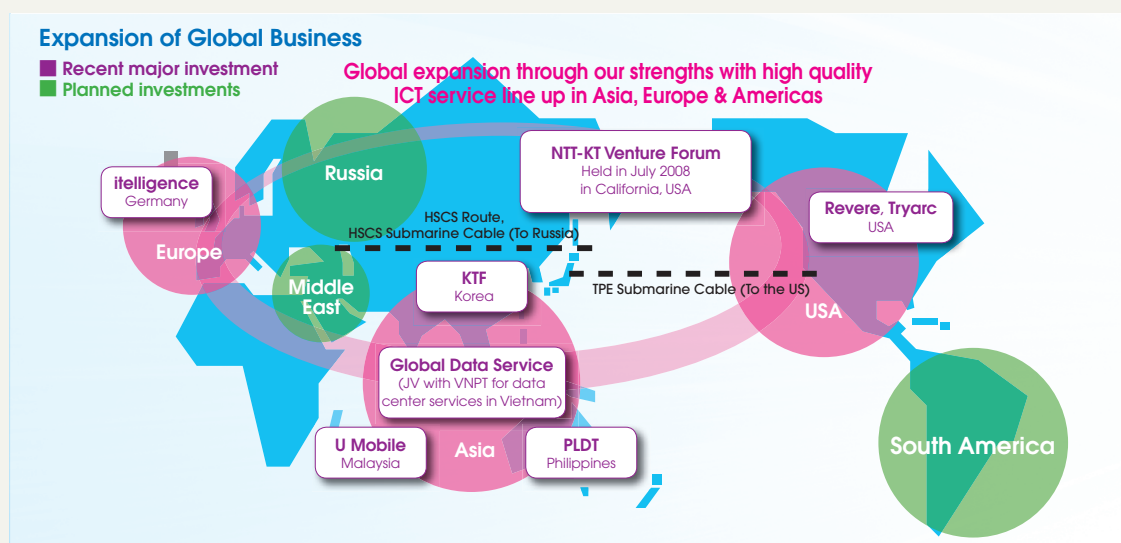 Expansion of Global Business
Recent major investment
Planned investments
Global expansion through our strengths with high quality
ICT service line up in Asia, Europe & Americas
NTT-KT Venture Forum
Held in July 2008
in California, USA
Russia
itelligence
Germany
Europe
Revere, Tryarc
USA
HSCS Route,
HSCS Submarine Cable (To Russia)
KTF
Korea
Middle
East
TPE Submarine Cable (To the US)
USA
Global Data Service
(JV with VNPT for data
center services in Vietnam)
U Mobile
Malaysia
Asia
PLDT
Philippines
South America